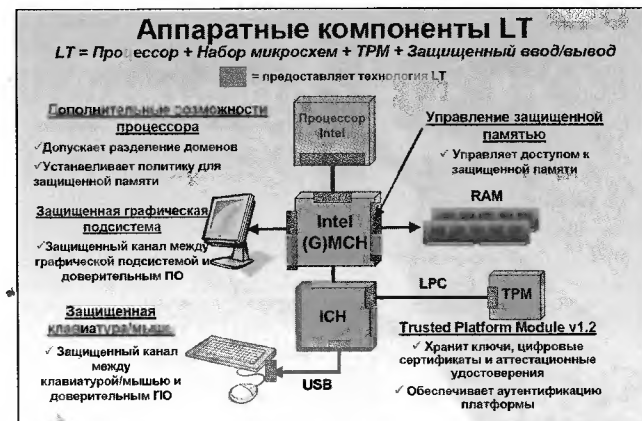 Аппаратные компоненты LT
LT = Процессор + Набор микросхем + TPM + Защищенный ввод/вывод
= предоставляет технология LT
Дополнительные возможности
процессора
✓ Допускает разделение доменов
✓ Устанавливает политику для
защищенной памяти
Процессор
Intel
Управление защищенной
памятью
✓ Управляет доступом к
защищенной памяти
Защищенная графическая
подсистема
✓ Защищенный канал между
графической подсистемой и
доверительным ПО
Intel
(G)MCH
RAM
ICH
LPC
TPM
Защищенная
клавиатура/мышь
✓ Защищенный канал
между
клавиатурой/мышью и
доверительным ПО
USB
Trusted Platform Module v1.2
✓ Хранит ключи, цифровые
сертификаты и аттестационные
удостоверения
✓ Обеспечивает аутентификацию
платформы